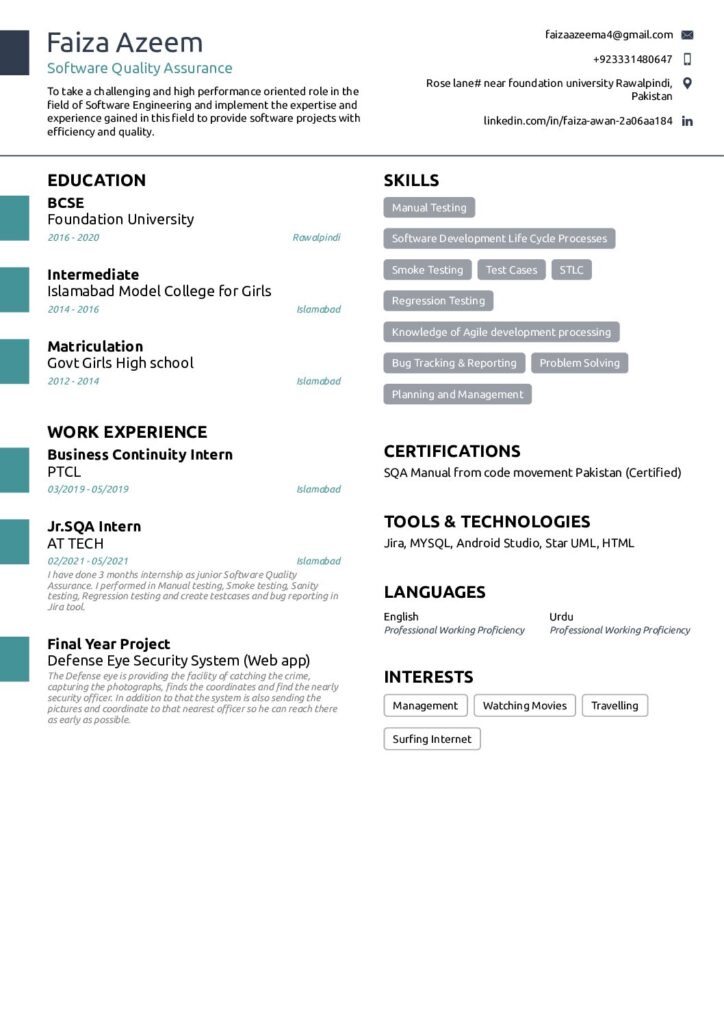 Faiza Azeem
Software Quality Assurance
To take a challenging and high performance oriented role in the
field of Software Engineering and implement the expertise and
experience gained in this field to provide software projects with
efficiency and quality.
faizaazeema4@gmail.com
+923331480647
Rose lane# near foundation university Rawalpindi,
Pakistan
linkedin.com/in/faiza-awan-2a06aa184
EDUCATION
BCSE
Foundation University
2016 - 2020 Rawalpindi
Intermediate
Islamabad Model College for Girls
2014 - 2016 Islamabad
Matriculation
Govt Girls High school
2012 - 2014 Islamabad
WORK EXPERIENCE
Business Continuity Intern
PTCL
03/2019 - 05/2019 Islamabad
Jr.SQA Intern
AT TECH
02/2021 - 05/2021 Islamabad
I have done 3 months internship as junior Software Quality
Assurance. I performed in Manual testing, Smoke testing, Sanity
testing, Regression testing and create testcases and bug reporting in
Jira tool.
Final Year Project
Defense Eye Security System (Web app)
The Defense eye is providing the facility of catching the crime,
capturing the photographs, finds the coordinates and find the nearly
security officer. In addition to that the system is also sending the
pictures and coordinate to that nearest officer so he can reach there
as early as possible.
SKILLS
Manual Testing
Software Development Life Cycle Processes
Smoke Testing Test Cases STLC
Regression Testing
Knowledge of Agile development processing
Bug Tracking & Reporting Problem Solving
Planning and Management
CERTIFICATIONS
SQA Manual from code movement Pakistan (Certified)
TOOLS & TECHNOLOGIES
Jira, MYSQL, Android Studio, Star UML, HTML
LANGUAGES
English Urdu
Professional Working Proficiency Professional Working Proficiency
INTERESTS
Management Watching Movies Travelling
Surfing Internet